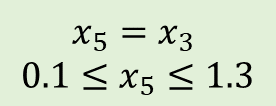 x₅ = x₃
0.1 ≤ x₅ ≤ 1.3